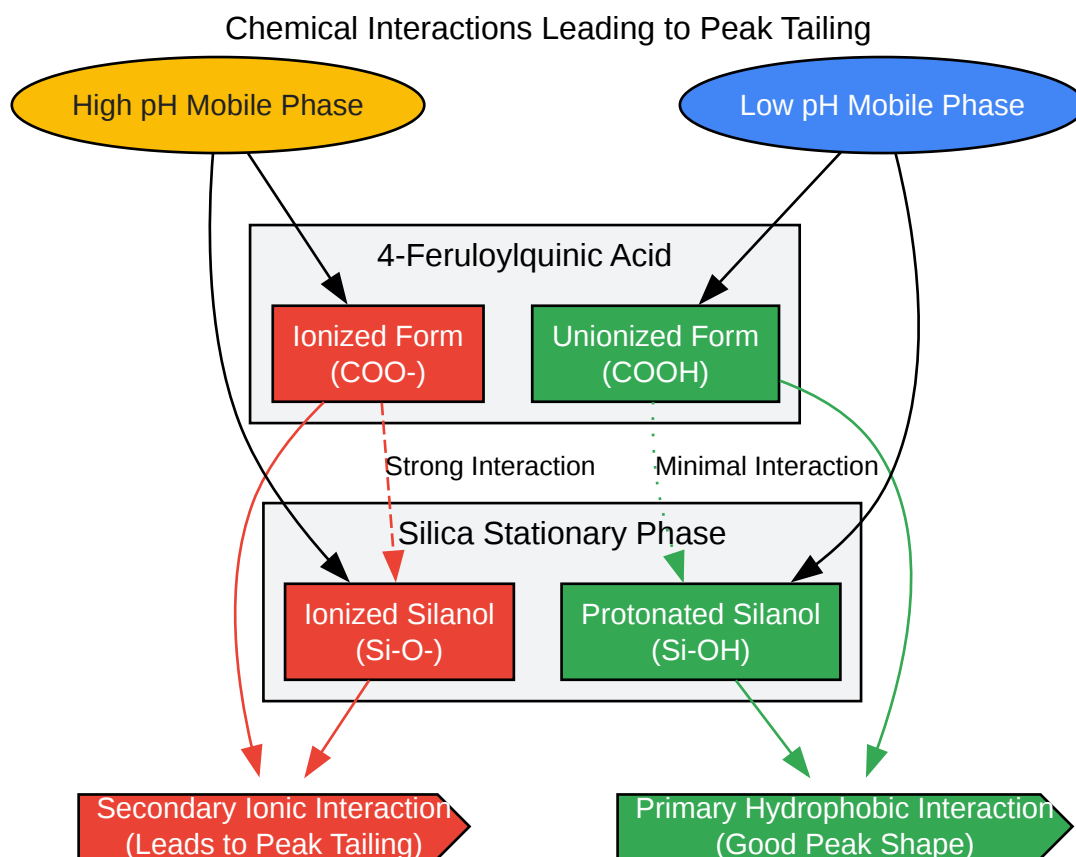 Chemical Interactions Leading to Peak Tailing
High pH Mobile Phase
Low pH Mobile Phase
4-Feruloylquinic Acid
Ionized Form
(COO-)
Unionized Form
(COOH)
Strong Interaction
Minimal Interaction
Silica Stationary Phase
Ionized Silanol
(Si-O-)
Protonated Silanol
(Si-OH)
Secondary Ionic Interaction
(Leads to Peak Tailing)
Primary Hydrophobic Interaction
(Good Peak Shape)